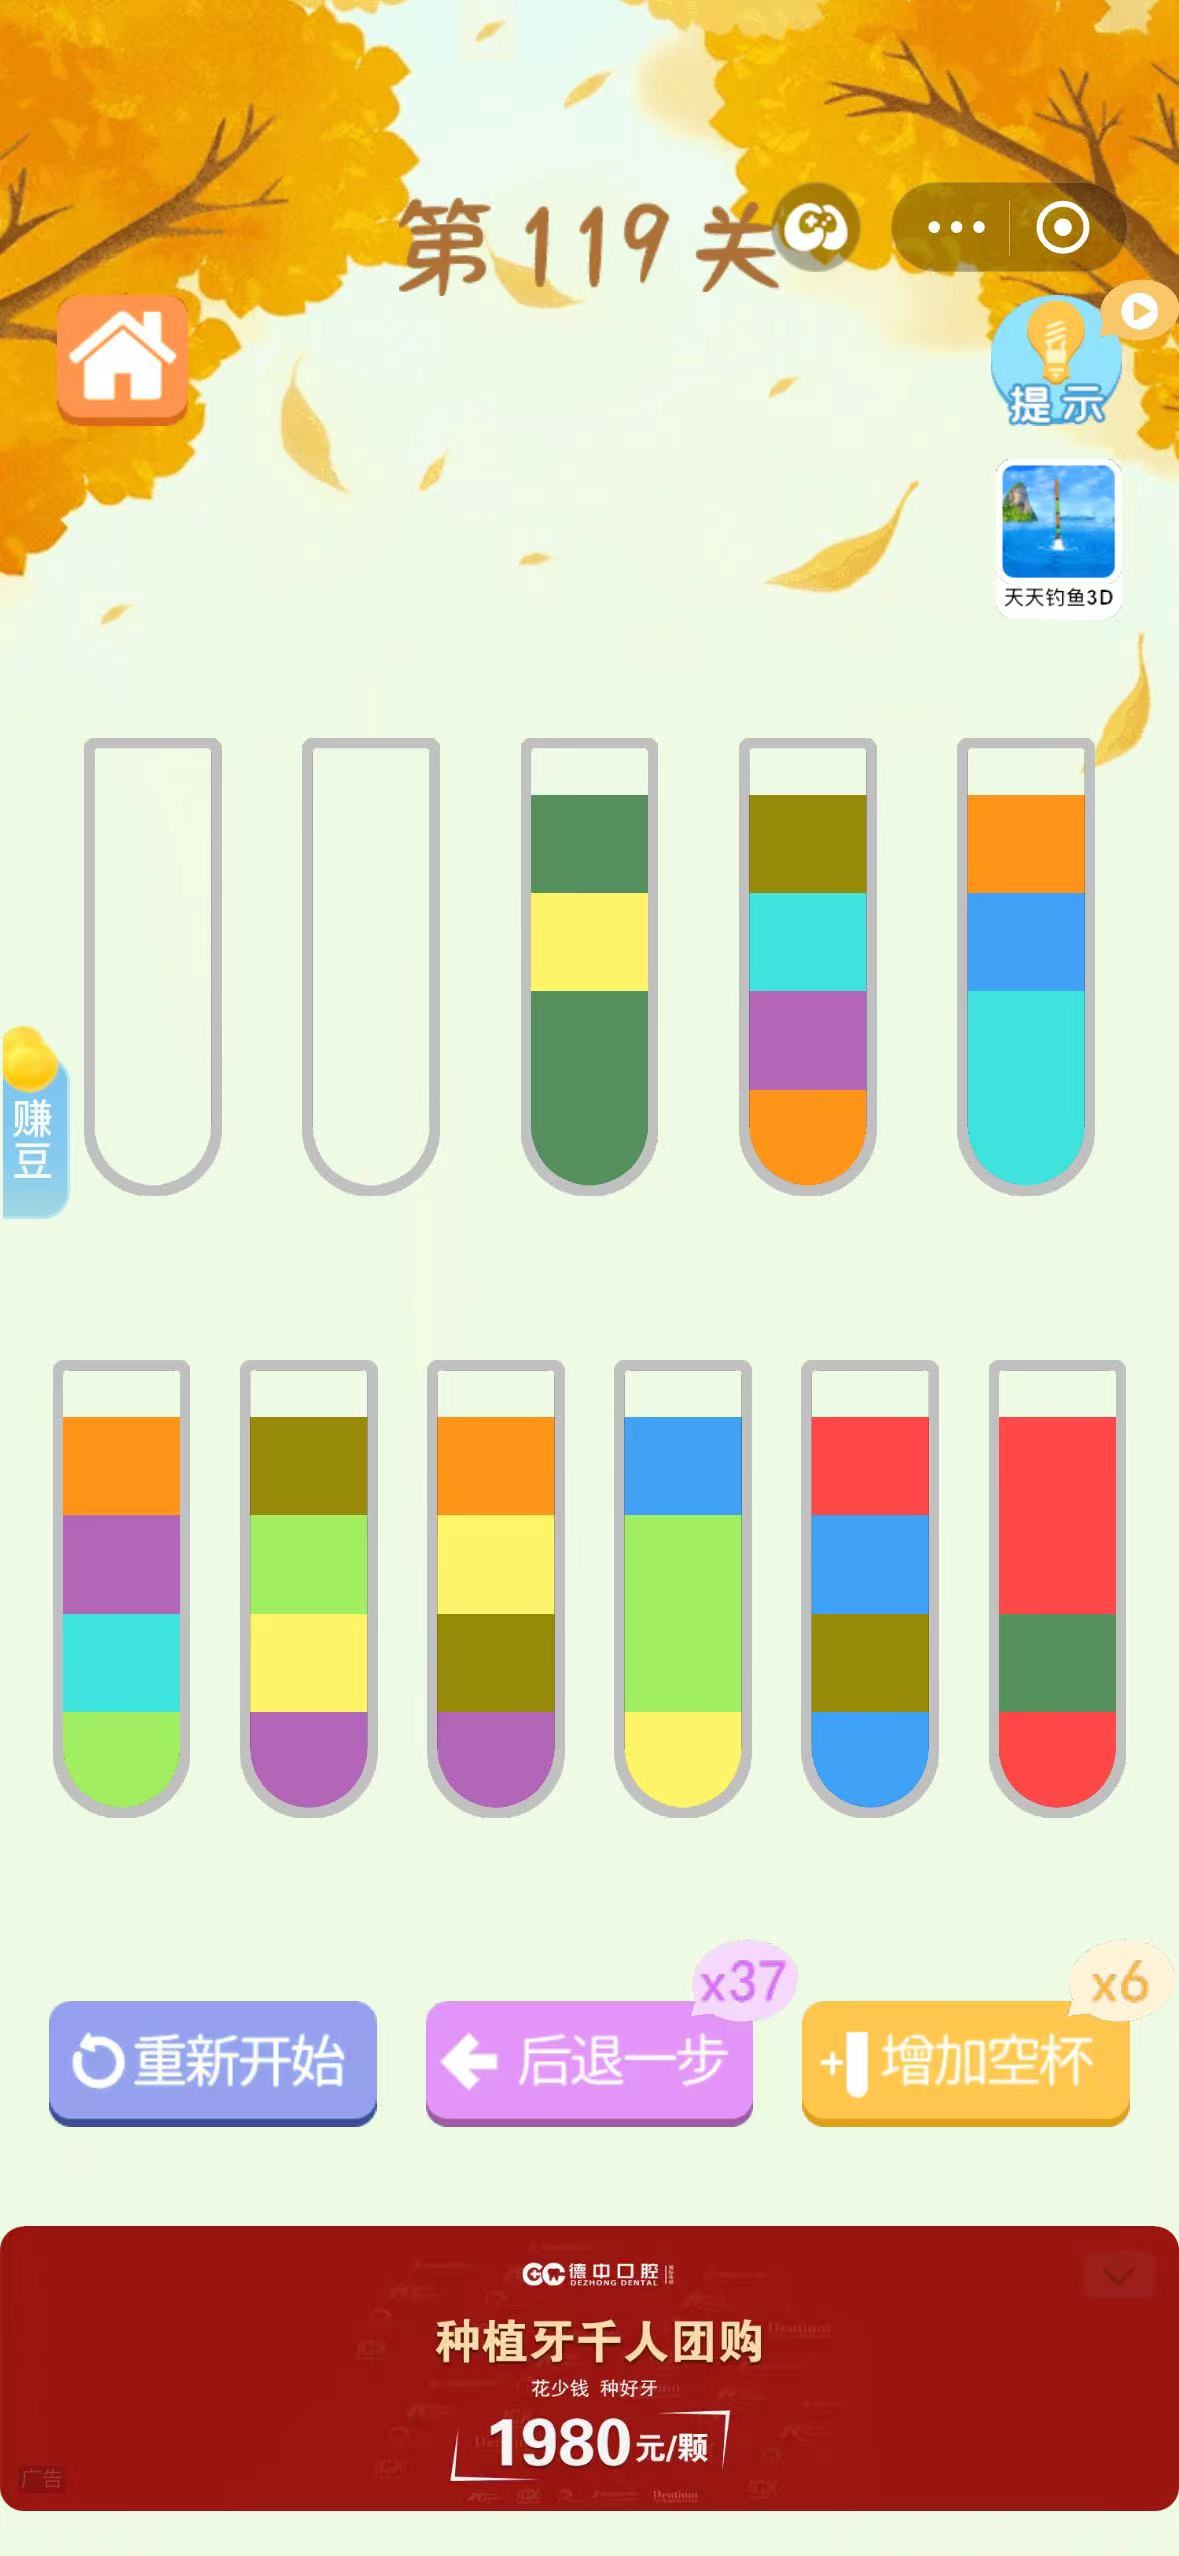 第119关
提示
天天钓鱼3D
赚豆
x37
x6
重新开始
后退一步
+增加空杯
德中口腔
DEZHONG DENTAL
种植牙千人团购
花少钱 种好牙
1980元/颗
广告
Dentium